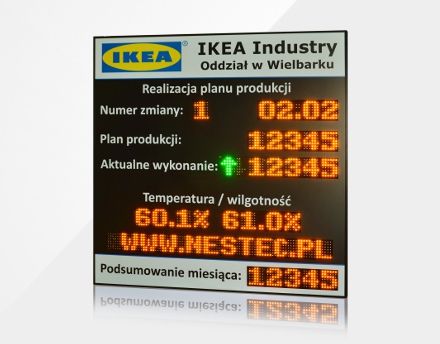 IKEA® IKEA Industry
Oddział w Wielbarku
Realizacja planu produkcji
Numer zmiany: 1 02.02
Plan produkcji: 12345
Aktualne wykonanie: ↑ 12345
Temperatura / wilgotność
60.1% 61.0%
WWW.NESTEC.PL
Podsumowanie miesiąca: 12345